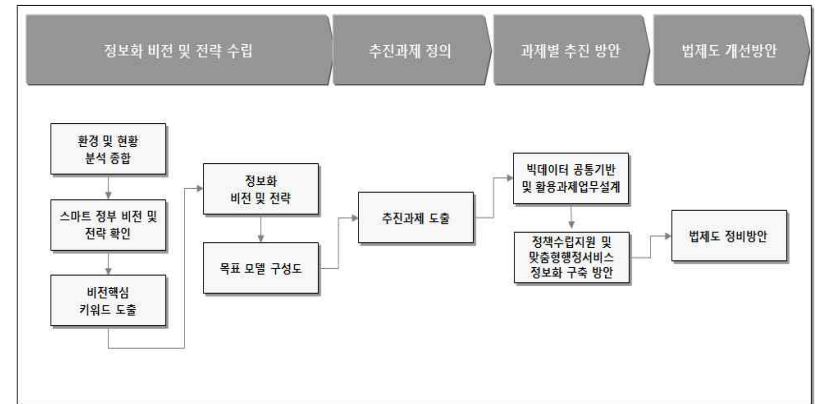 정보화 비전 및 전략 수립
추진과제 정의
과제별 추진 방안
법제도 개선방안
환경 및 현황
분석 종합
스마트 정부 비전 및
전략 확인
비전핵심
키워드 도출
정보화
비전 및 전략
목표 모델 구성도
추진과제 도출
빅데이터 공통기반
및 활용과제업무설계
정책수립지원 및
맞춤형행정서비스
정보화 구축 방안
법제도 정비방안